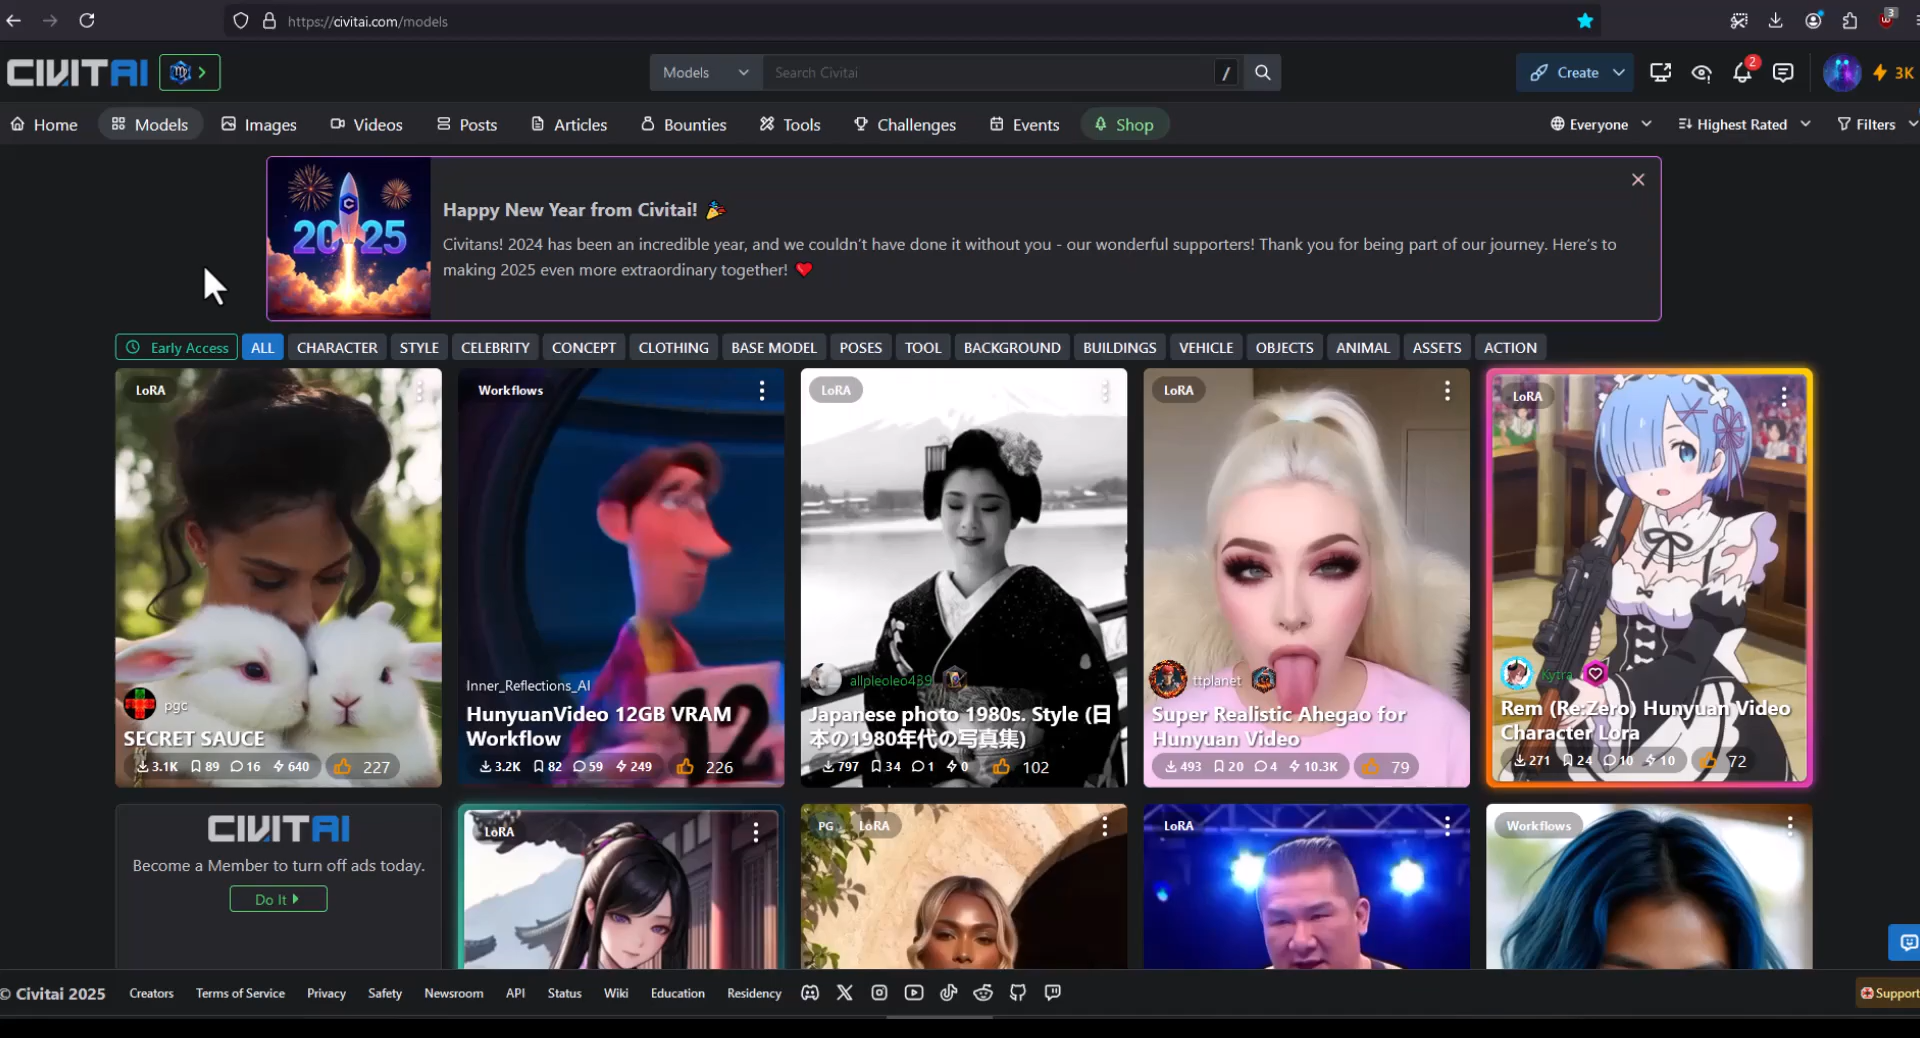 https://civitai.com/models
3
CIVITAI
Models
Search Civitai
/
Create
2
3K
Home
Models
Images
Videos
Posts
Articles
Bounties
Tools
Challenges
Events
Shop
Everyone
Highest Rated
Filters
2025
Happy New Year from Civitai! 🎉
Civitans! 2024 has been an incredible year, and we couldn’t have done it without you - our wonderful supporters! Thank you for being part of our journey. Here’s to
making 2025 even more extraordinary together! ❤️
Early Access
ALL
CHARACTER
STYLE
CELEBRITY
CONCEPT
CLOTHING
BASE MODEL
POSES
TOOL
BACKGROUND
BUILDINGS
VEHICLE
OBJECTS
ANIMAL
ASSETS
ACTION
LoRA
pgc
SECRET SAUCE
3.1K 89 16 640 227
Workflows
12
Inner_Reflections_AI
HunyuanVideo 12GB VRAM
Workflow
3.2K 82 59 249 226
LoRA
allpleoleo439
Japanese photo 1980s. Style (日
本の1980年代の写真集)
797 34 1 0 102
LoRA
ttplanet
Super Realistic Ahegao for
Hunyuan Video
493 20 4 10.3K 79
LoRA
Kytra
Rem (Re:Zero) Hunyuan Video
Character Lora
271 24 10 10 72
CIVITAI
Become a Member to turn off ads today.
Do It
LoRA
PG
LoRA
LoRA
Workflows
© Civitai 2025
Creators
Terms of Service
Privacy
Safety
Newsroom
API
Status
Wiki
Education
Residency
Support